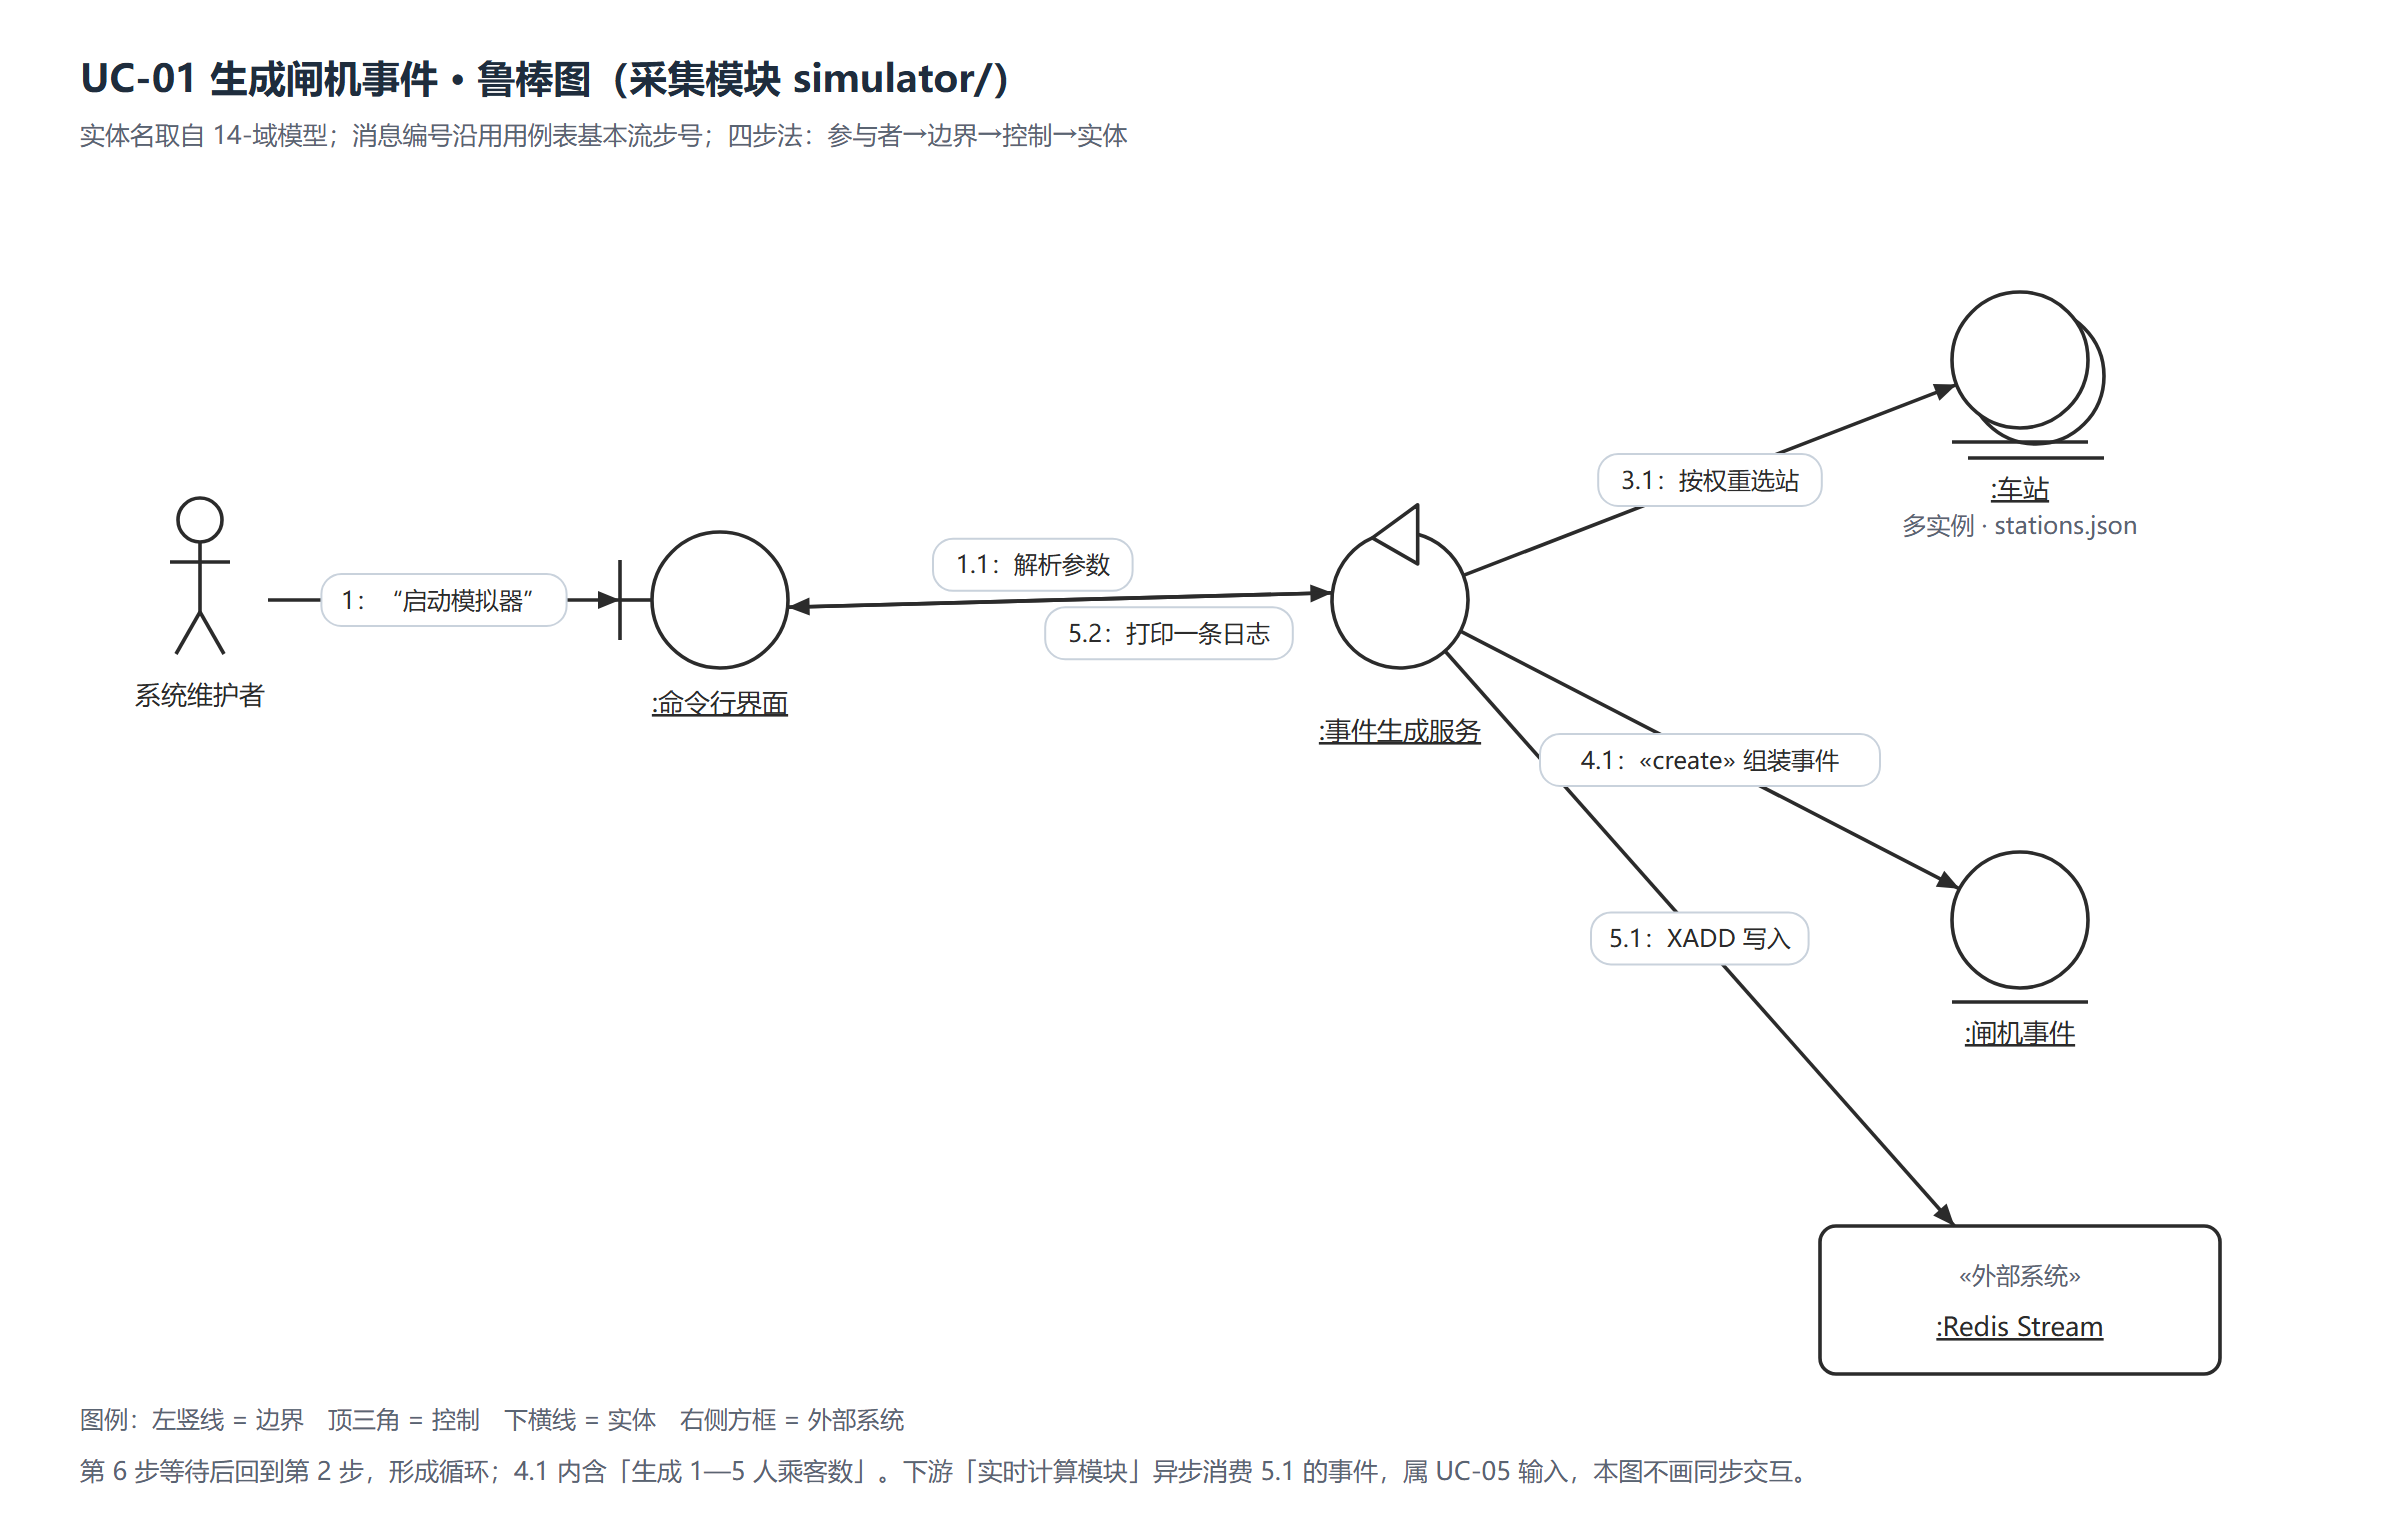 UC-01 生成闸机事件 • 鲁棒图（采集模块 simulator/）
实体名取自 14-域模型；消息编号沿用用例表基本流步号；四步法：参与者→边界→控制→实体
3.1：按权重选站
:车站
多实例 · stations.json
1.1：解析参数
1：“启动模拟器”
5.2：打印一条日志
系统维护者
:命令行界面
:事件生成服务
4.1：«create» 组装事件
5.1：XADD 写入
:闸机事件
«外部系统»
:Redis Stream
图例：左竖线 = 边界　顶三角 = 控制　下横线 = 实体　右侧方框 = 外部系统
第 6 步等待后回到第 2 步，形成循环；4.1 内含「生成 1—5 人乘客数」。下游「实时计算模块」异步消费 5.1 的事件，属 UC-05 输入，本图不画同步交互。